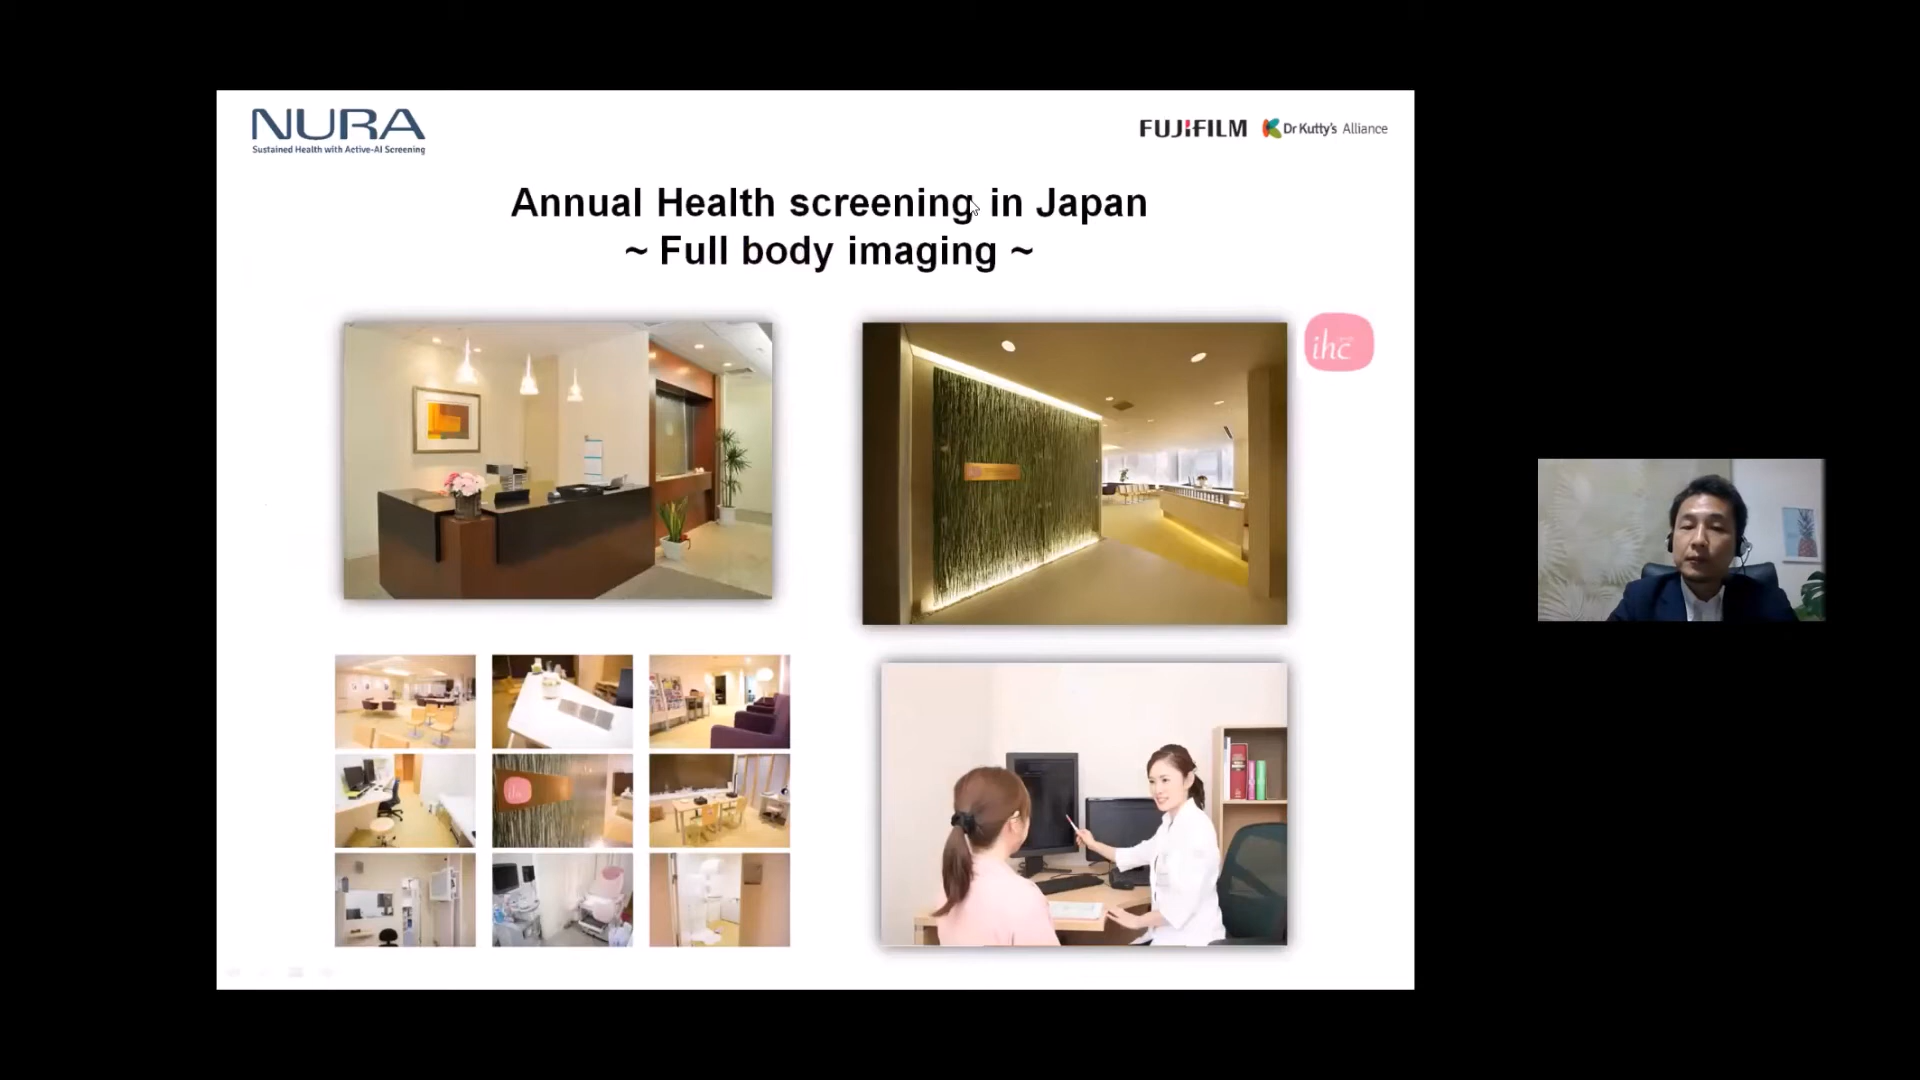 NURA
Sustained Health with Active-AI Screening
FUJIFILM Dr Kutty's Alliance
Annual Health screening in Japan
~ Full body imaging ~
ihc
ihc